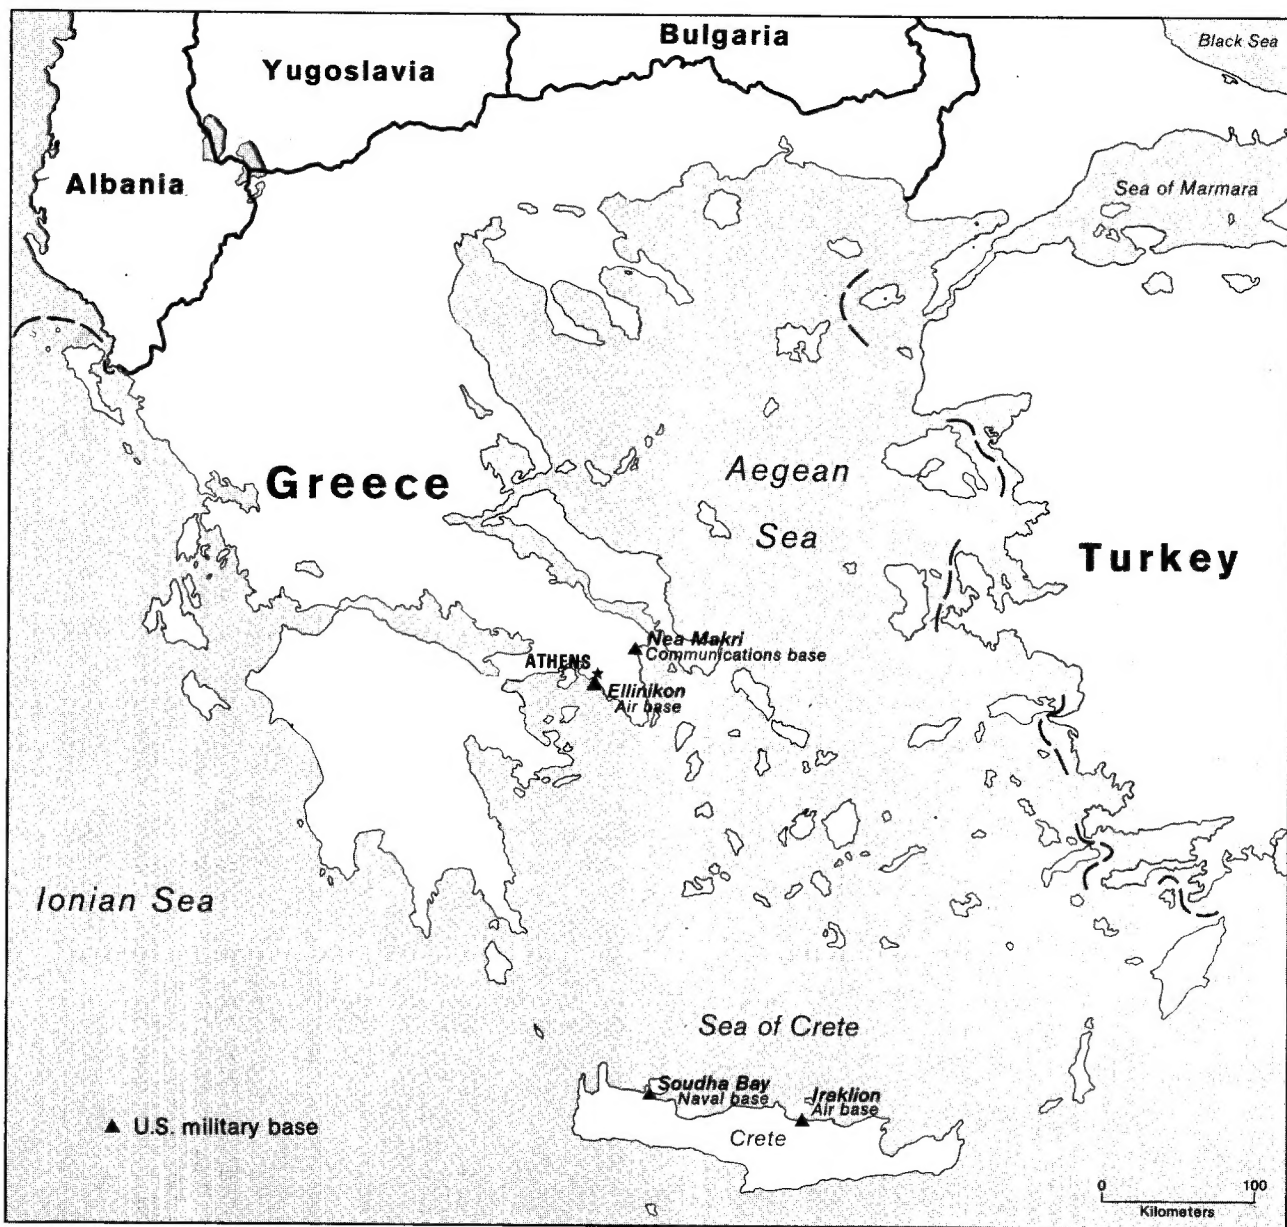 Bulgaria
Black Sea
Yugoslavia
Albania
Sea of Marmara
Greece
Aegean
Sea
Turkey
Nea Makri
Communications base
ATHENS
Ellinikon
Air base
Ionian Sea
Sea of Crete
Soudha Bay
Naval base
Iraklion
Air base
▲ U.S. military base
Crete
0 100
Kilometers